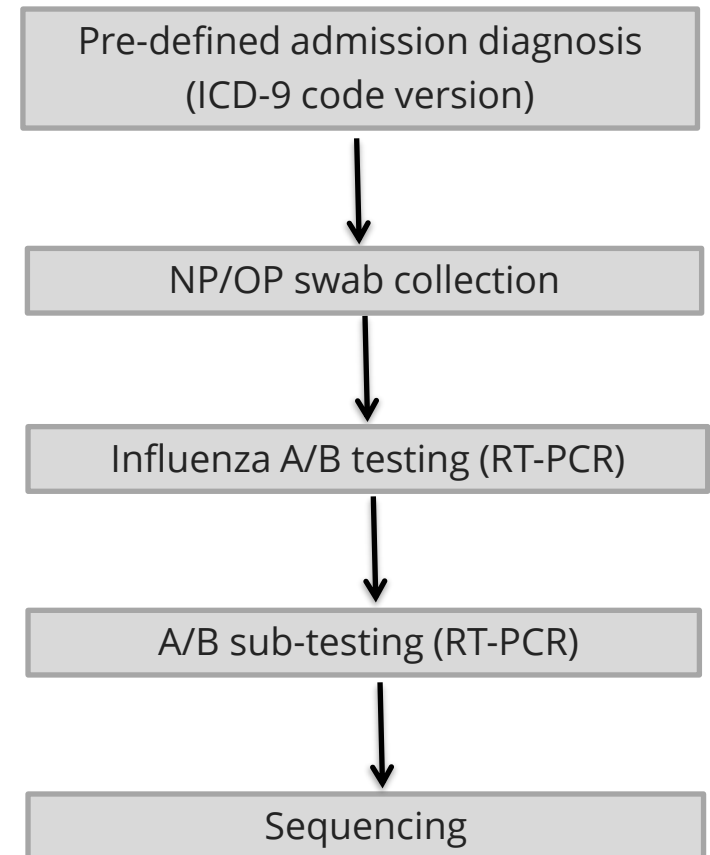 Pre-defined admission diagnosis
(ICD-9 code version)
NP/OP swab collection
Influenza A/B testing (RT-PCR)
A/B sub-testing (RT-PCR)
Sequencing